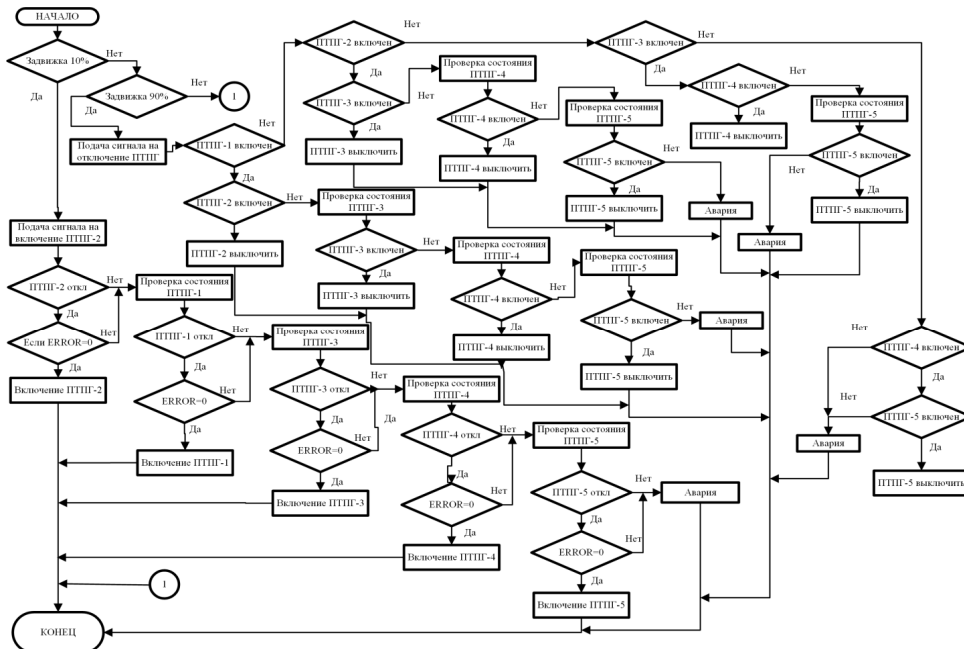 НАЧАЛО
Задвижка 10%
Нет
Да
Задвижка 90%
Нет
1
Да
Подача сигнала на
отключение ПТПГ
ПТПГ-1 включен
Нет
Да
ПТПГ-2 включен
Нет
Да
ПТПГ-3 включен
Нет
Да
ПТПГ-3 выключить
Проверка состояния
ПТПГ-4
ПТПГ-4 включен
Нет
Да
ПТПГ-4 выключить
Проверка состояния
ПТПГ-5
ПТПГ-5 включен
Нет
Да
ПТПГ-5 выключить
Авария
ПТПГ-3 включен
Нет
Да
ПТПГ-4 включен
Нет
Да
ПТПГ-4 выключить
Проверка состояния
ПТПГ-5
ПТПГ-5 включен
Нет
Да
ПТПГ-5 выключить
Авария
ПТПГ-2 включен
Нет
Да
ПТПГ-2 выключить
Проверка состояния
ПТПГ-3
ПТПГ-3 включен
Нет
Да
ПТПГ-3 выключить
Проверка состояния
ПТПГ-4
ПТПГ-4 включен
Нет
Да
ПТПГ-4 выключить
Проверка состояния
ПТПГ-5
ПТПГ-5 включен
Нет
Да
ПТПГ-5 выключить
Авария
ПТПГ-4 включен
Нет
Да
ПТПГ-5 включен
Нет
Да
Авария
ПТПГ-5 выключить
Подача сигнала на
включение ПТПГ-2
ПТПГ-2 откл
Нет
Да
Если ERROR=0
Нет
Да
Включение ПТПГ-2
Проверка состояния
ПТПГ-1
ПТПГ-1 откл
Нет
Да
ERROR=0
Нет
Да
Включение ПТПГ-1
Проверка состояния
ПТПГ-3
ПТПГ-3 откл
Нет
Да
Да
ERROR=0
Нет
Да
Включение ПТПГ-3
Проверка состояния
ПТПГ-4
ПТПГ-4 откл
Нет
Да
ERROR=0
Нет
Да
Включение ПТПГ-4
Проверка состояния
ПТПГ-5
ПТПГ-5 откл
Нет
Да
Авария
ERROR=0
Нет
Да
Включение ПТПГ-5
1
КОНЕЦ